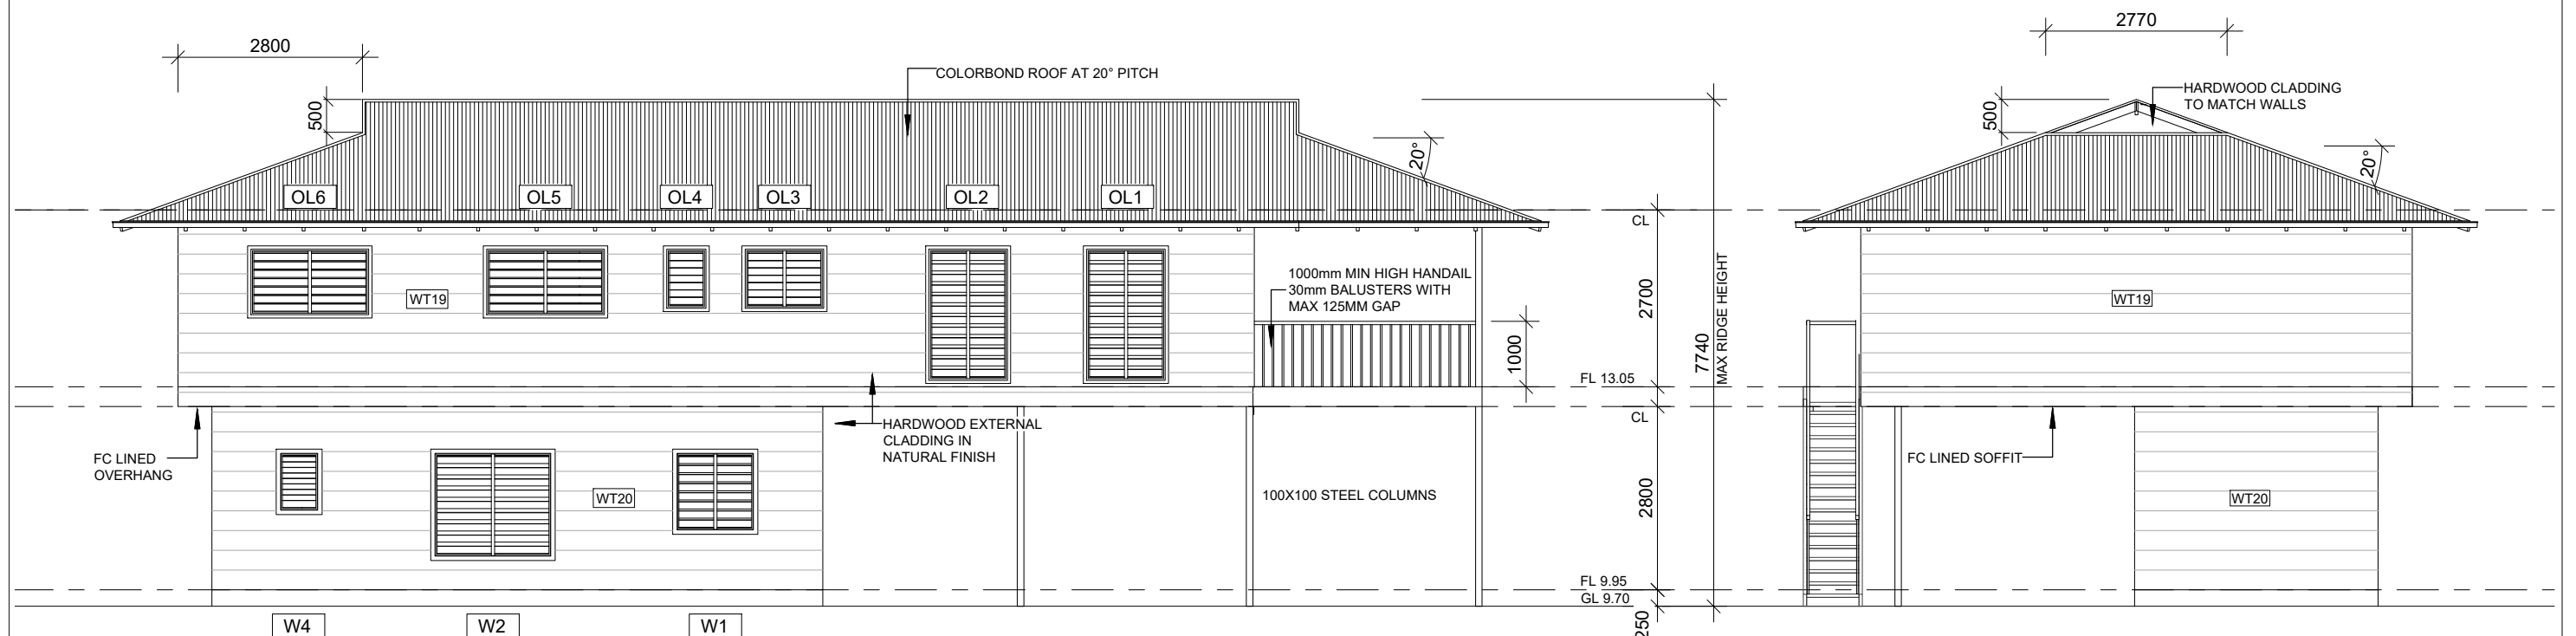 2800
2770
COLORBOND ROOF AT 20° PITCH
HARDWOOD CLADDING
TO MATCH WALLS
500
500
20°
20°
OL6
OL5
OL4
OL3
OL2
OL1
CL
WT19
1000mm MIN HIGH HANDAIL
30mm BALUSTERS WITH
MAX 125MM GAP
2700
7740
MAX RIDGE HEIGHT
WT19
1000
FL 13.05
CL
HARDWOOD EXTERNAL
CLADDING IN
NATURAL FINISH
FC LINED
OVERHANG
FC LINED SOFFIT
WT20
100X100 STEEL COLUMNS
2800
WT20
FL 9.95
GL 9.70
250
W4
W2
W1